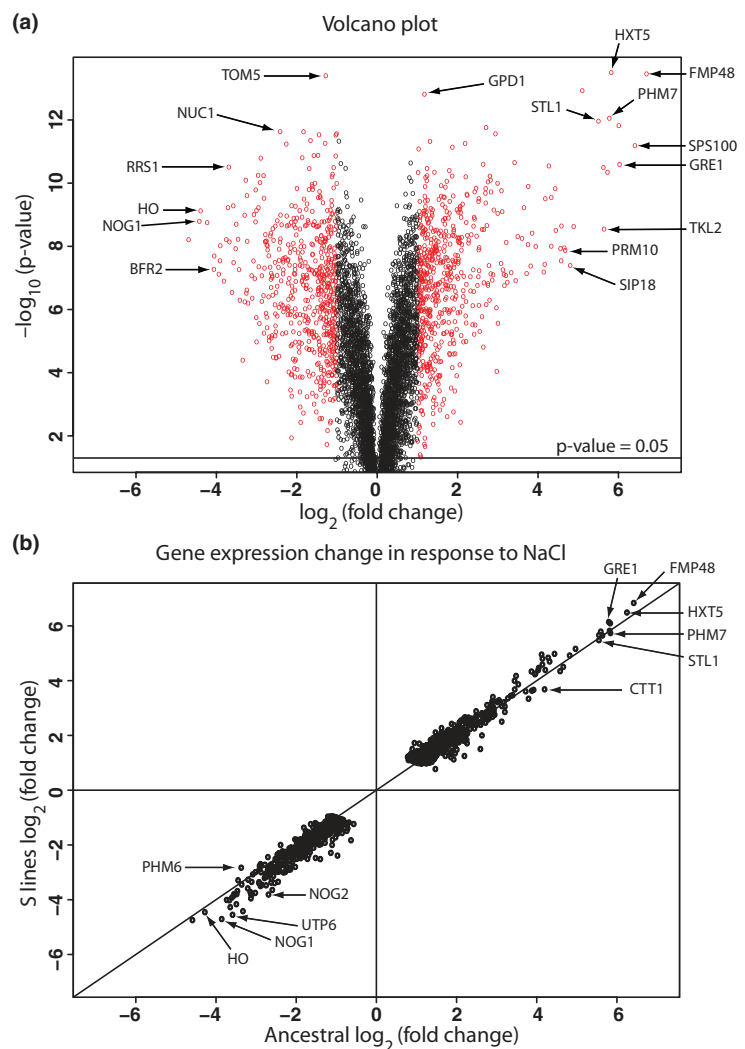 (a)
Volcano plot
HXT5
TOM5
FMP48
GPD1
PHM7
STL1
NUC1
SPS100
RRS1
GRE1
HO
NOG1
TKL2
PRM10
BFR2
SIP18
12
10
8
6
4
2
−log10 (p-value)
p-value = 0.05
−6 −4 −2 0 2 4 6
log2 (fold change)
(b)
Gene expression change in response to NaCl
GRE1
FMP48
HXT5
PHM7
STL1
CTT1
PHM6
NOG2
UTP6
NOG1
HO
6
4
2
0
−2
−4
−6
S lines log2 (fold change)
−6 −4 −2 0 2 4 6
Ancestral log2 (fold change)